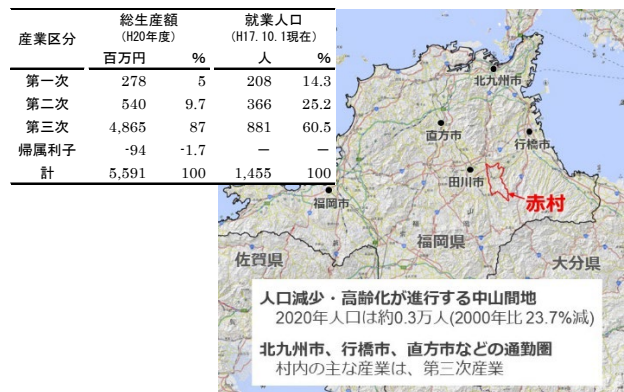 産業区分 総生産額 (H20年度) 就業人口 (H17.10.1現在)
百万円 % 人 %
第一次 278 5 208 14.3
第二次 540 9.7 366 25.2
第三次 4,865 87 881 60.5
帰属利子 -94 -1.7 ― ―
計 5,591 100 1,455 100
北九州市
直方市
行橋市
田川市
赤村
福岡市
福岡県
佐賀県
大分県
人口減少・高齢化が進行する中山間地
2020年人口は約0.3万人(2000年比 23.7%減)
北九州市、行橋市、直方市などの通勤圏
村内の主な産業は、第三次産業